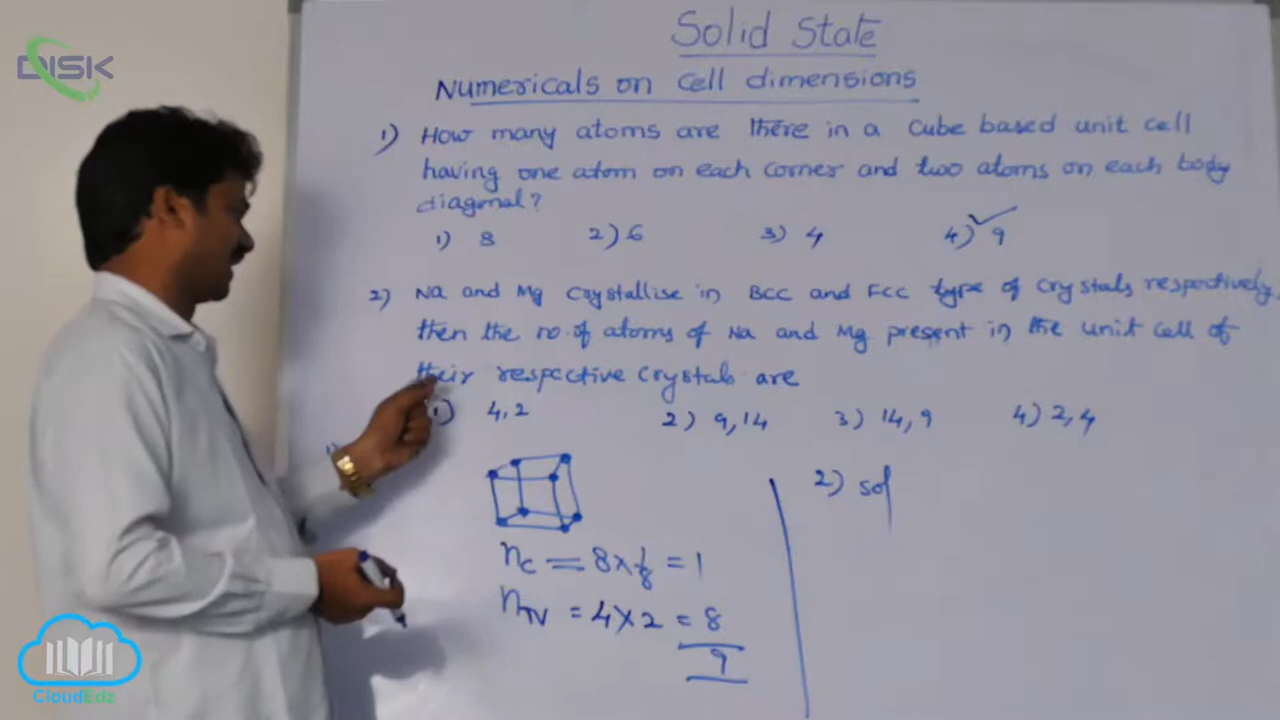 DISK
Solid State
Numericals on cell dimensions
1) How many atoms are there in a cube based unit cell
having one atom on each corner and two atoms on each body
diagonal?
1) 8 2) 6 3) 4 4) 9
2) Na and Mg crystallise in BCC and FCC type of crystals respectively
then the no. of atoms of Na and Mg present in the unit cell of
their respective crystals are
1) 4,2 2) 9,14 3) 14,9 4) 2,4
1)
2) sol
nc = 8 × 1/8 = 1
nTV = 4 × 2 = 8
9
CloudEdz